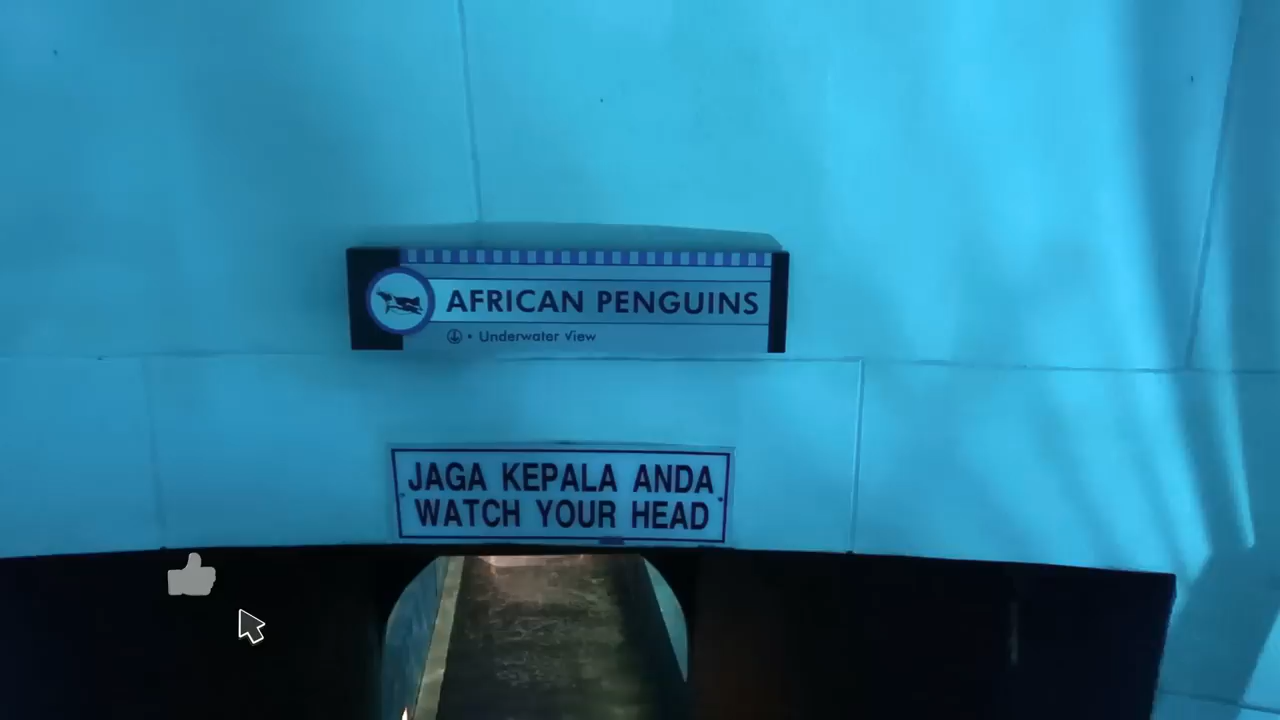 AFRICAN PENGUINS
• Underwater View
JAGA KEPALA ANDA
WATCH YOUR HEAD